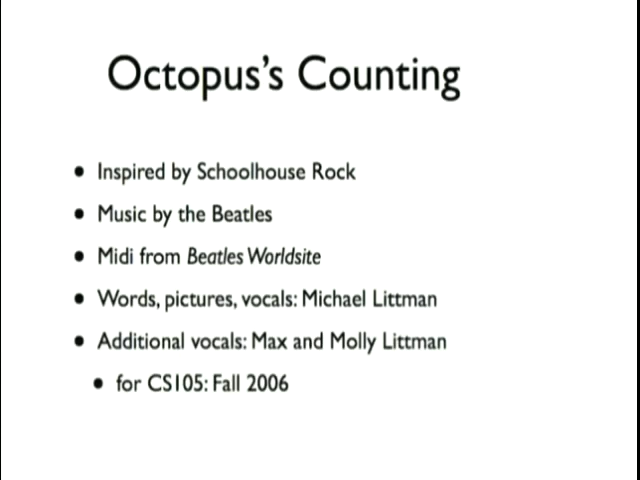 Octopus's Counting
• Inspired by Schoolhouse Rock
• Music by the Beatles
• Midi from Beatles Worldsite
• Words, pictures, vocals: Michael Littman
• Additional vocals: Max and Molly Littman
• for CS105: Fall 2006